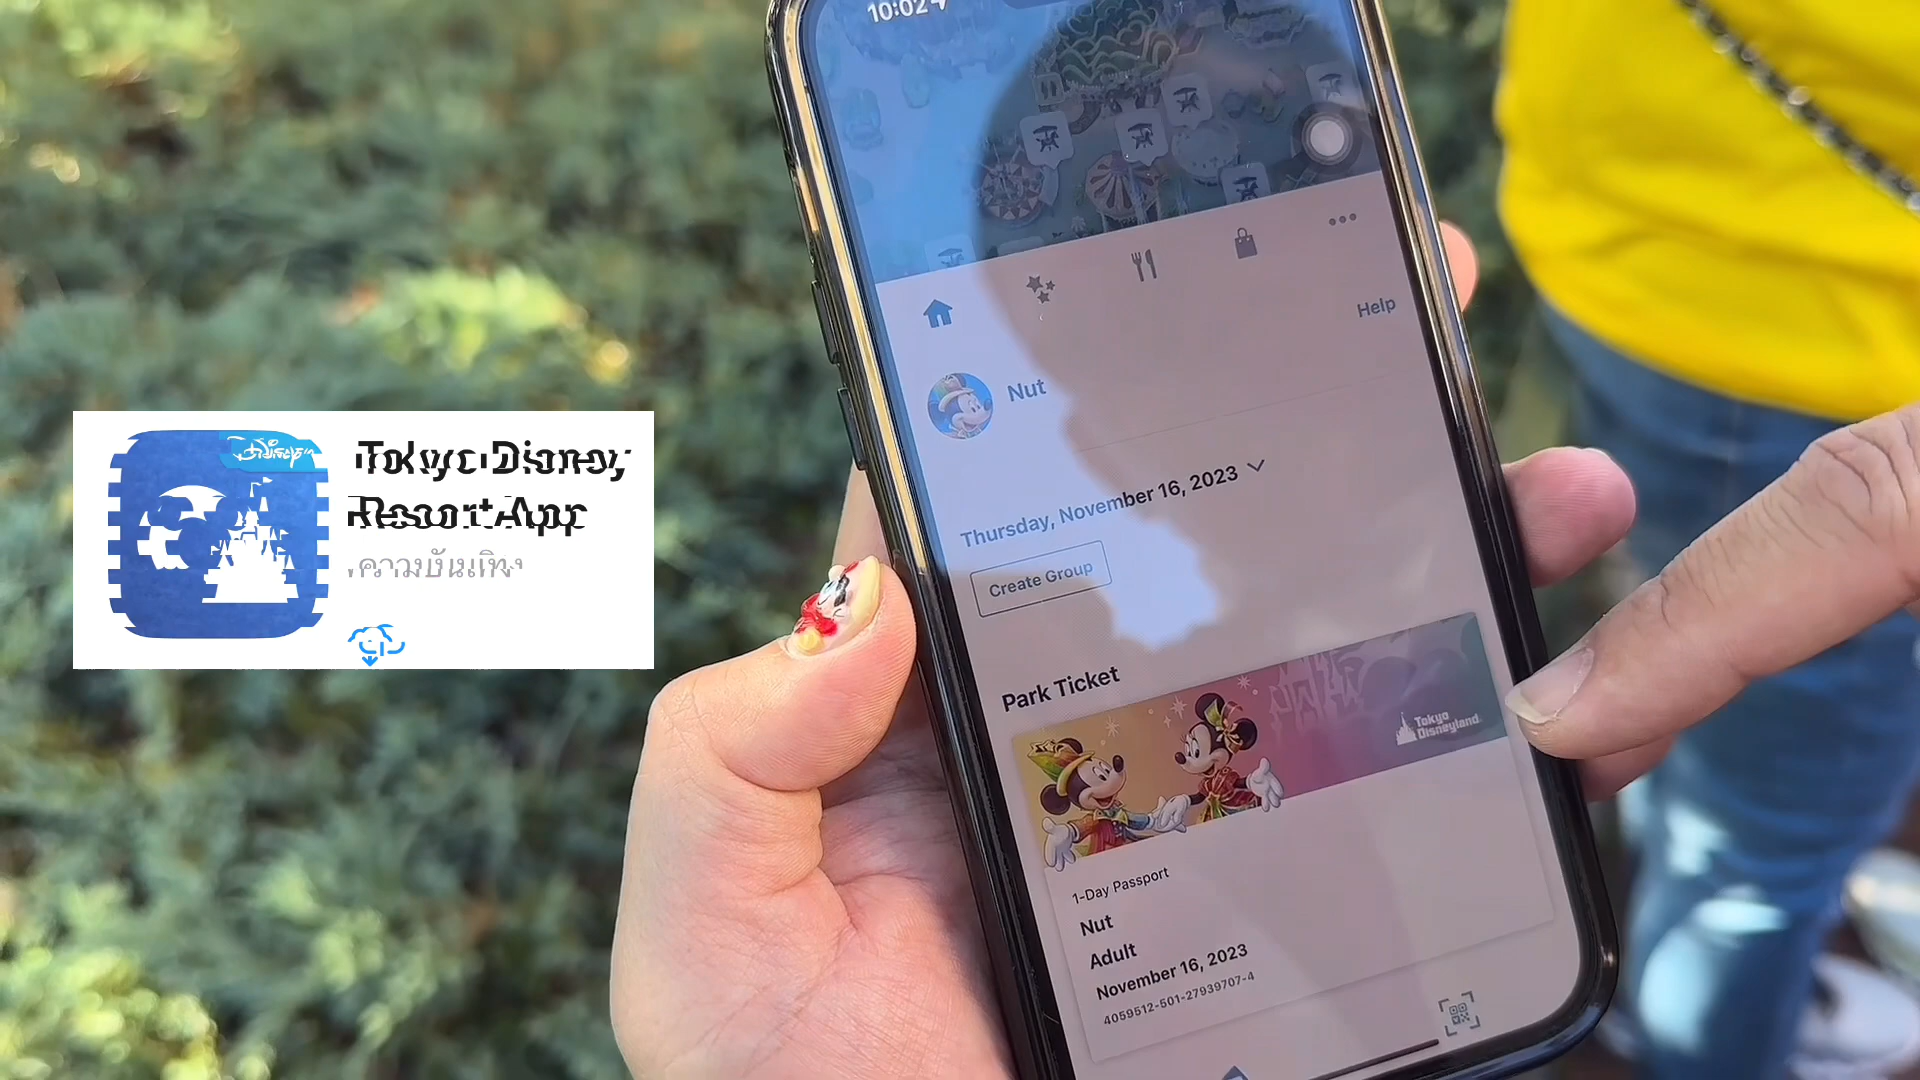 Disney
Tokyo Disney
Resort App
ความบันเทิง
10:02
Help
Nut
Thursday, November 16, 2023
Create Group
Park Ticket
Tokyo
Disneyland
1-Day Passport
Nut
Adult
November 16, 2023
4059512-501-27939707-4